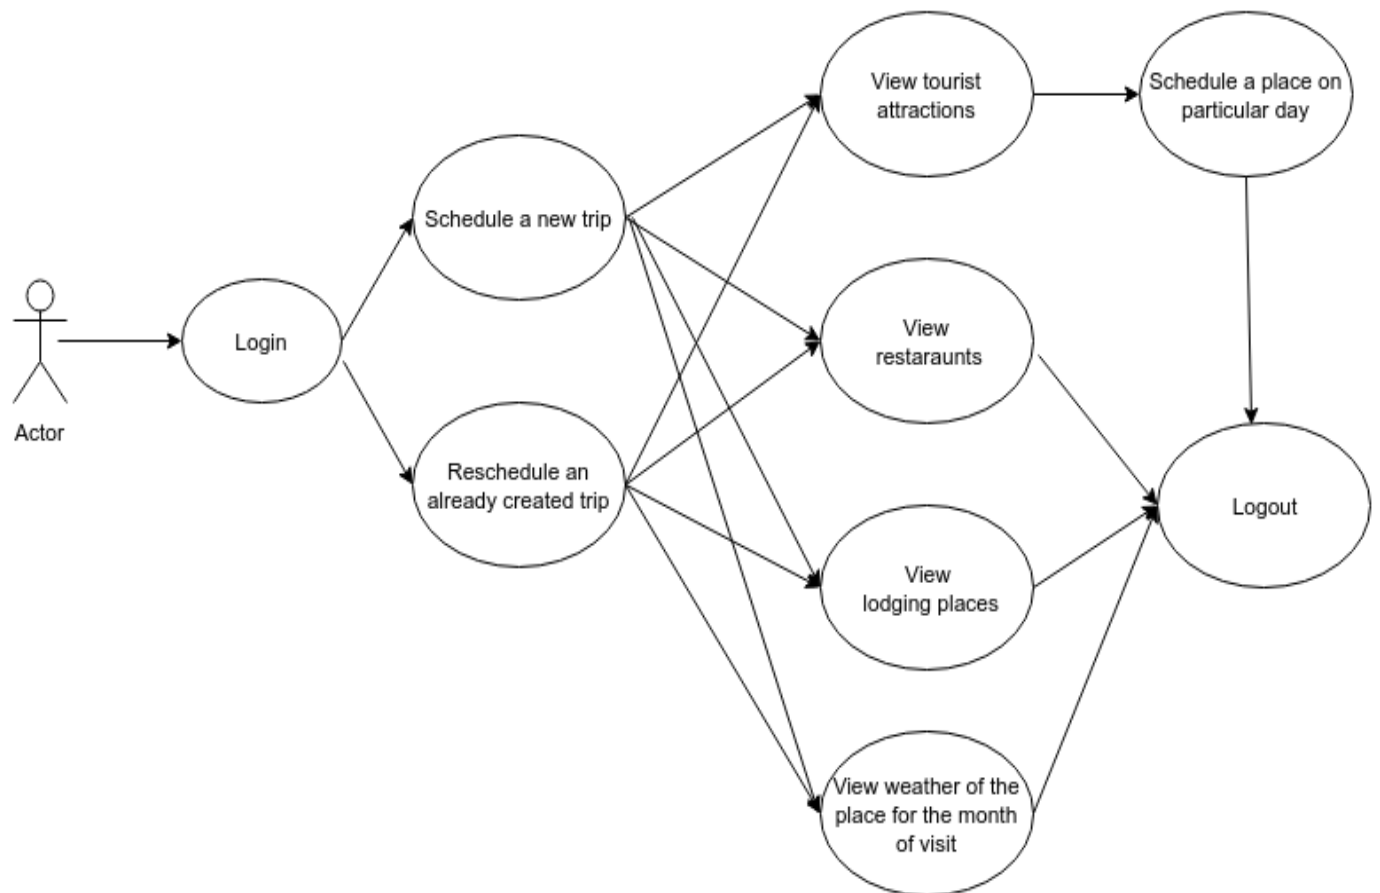 View tourist
attractions
Schedule a place on
particular day
Schedule a new trip
Login
Actor
View
restaraunts
Reschedule an
already created trip
Logout
View
lodging places
View weather of the
place for the month
of visit